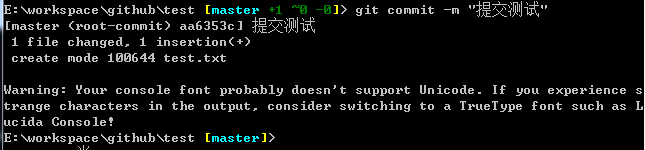 E:\workspace\github\test [master +1 ~0 -0]> git commit -m "提交测试"
[master (root-commit) aa6353c] 提交测试
 1 file changed, 1 insertion(+)
 create mode 100644 test.txt

Warning: Your console font probably doesn't support Unicode. If you experience s
trange characters in the output, consider switching to a TrueType font such as L
ucida Console!
E:\workspace\github\test [master]>